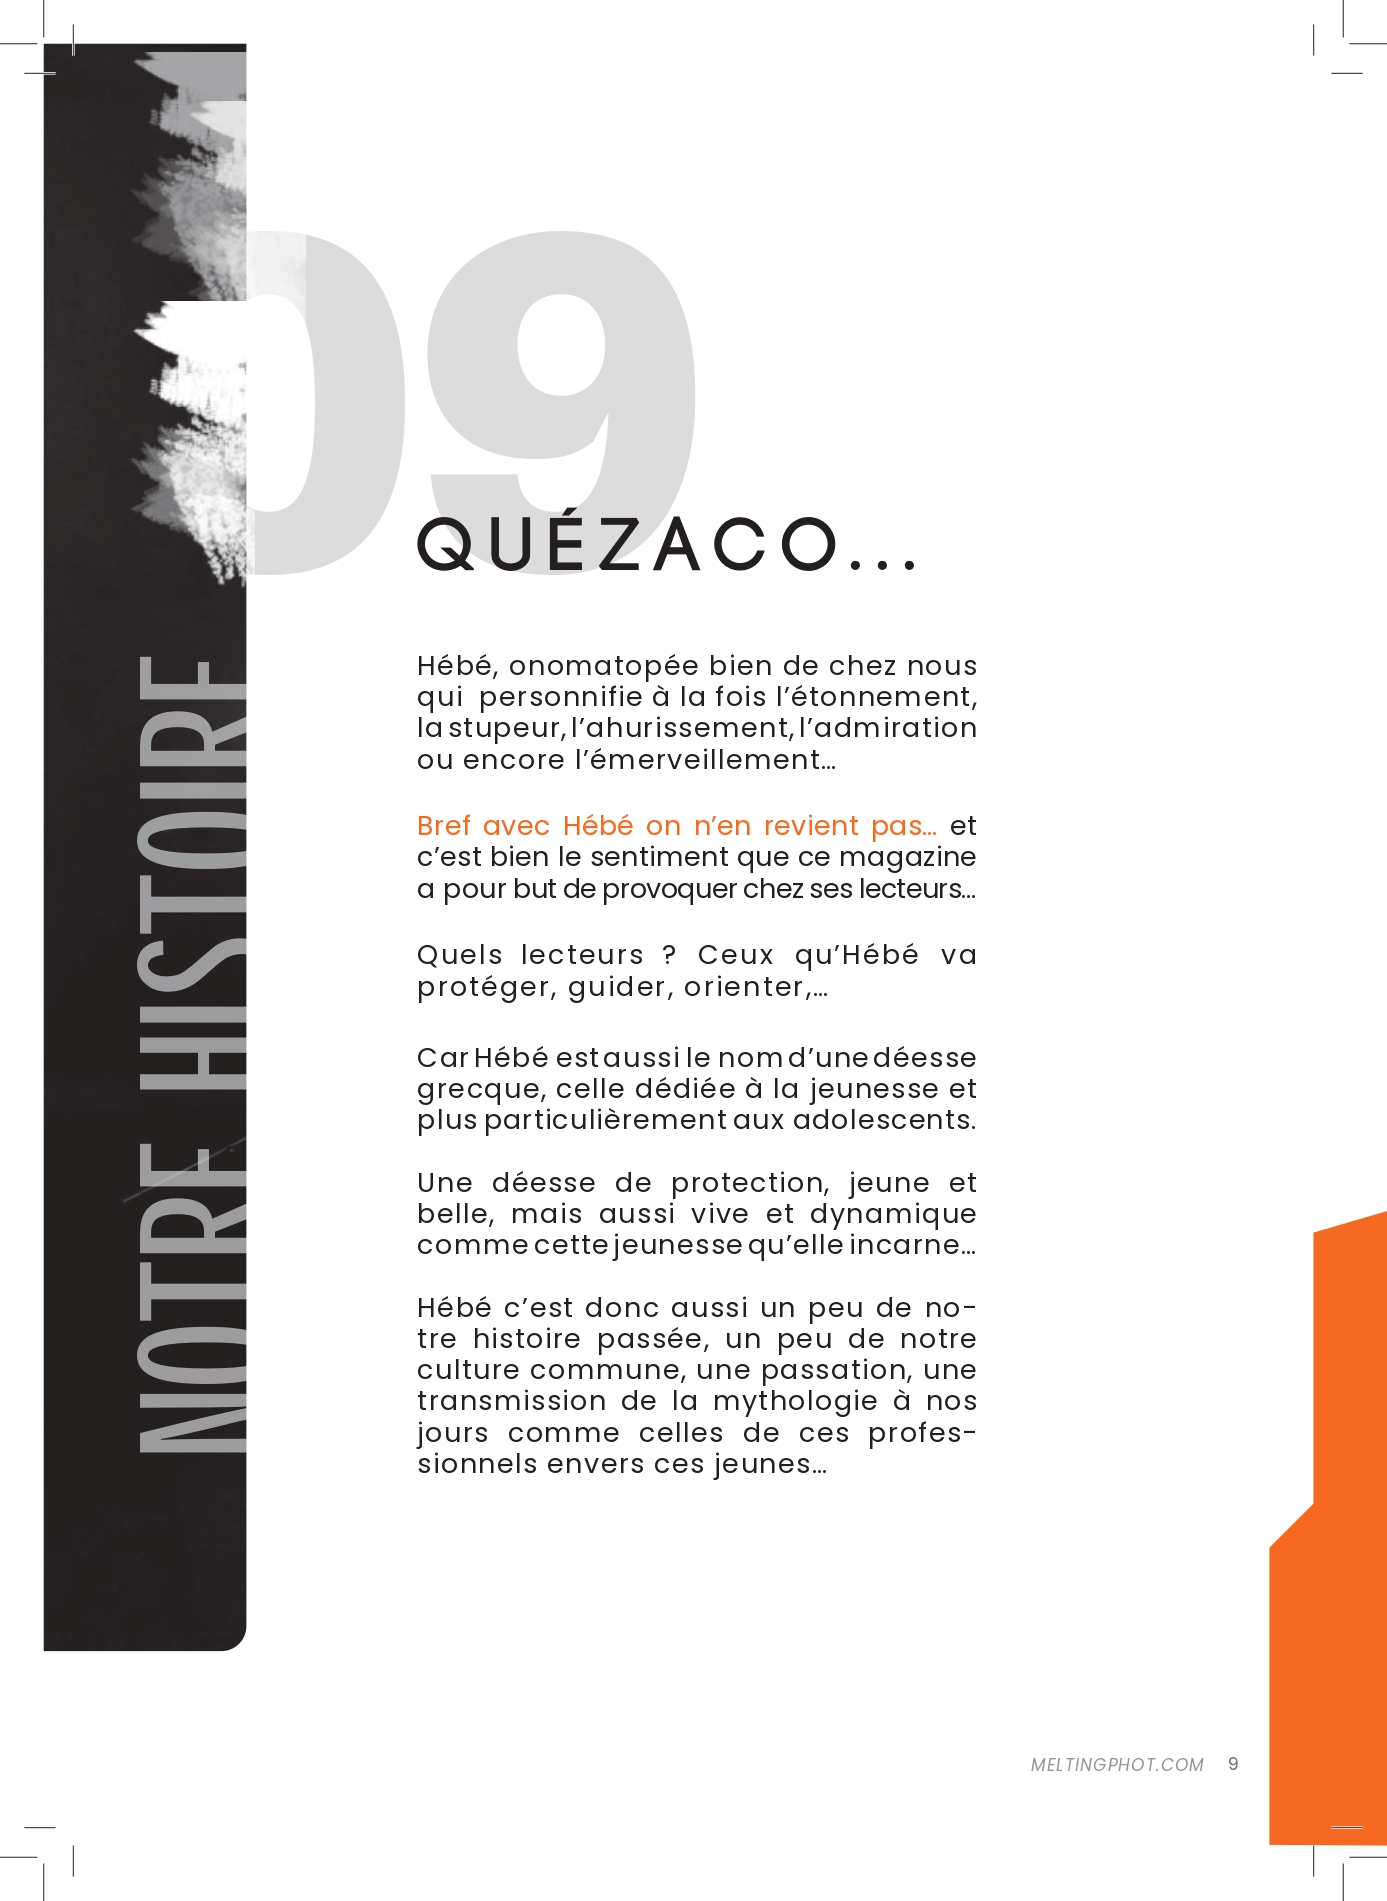 09
QUÉZACO...
NOTRE HISTOIRE
Hébé, onomatopée bien de chez nous
qui personnifie à la fois l’étonnement,
la stupeur, l’ahurissement, l’admiration
ou encore l’émerveillement…
Bref avec Hébé on n’en revient pas… et
c’est bien le sentiment que ce magazine
a pour but de provoquer chez ses lecteurs…
Quels lecteurs ? Ceux qu’Hébé va
protéger, guider, orienter,…
Car Hébé est aussi le nom d’une déesse
grecque, celle dédiée à la jeunesse et
plus particulièrement aux adolescents.
Une déesse de protection, jeune et
belle, mais aussi vive et dynamique
comme cette jeunesse qu’elle incarne…
Hébé c’est donc aussi un peu de no-
tre histoire passée, un peu de notre
culture commune, une passation, une
transmission de la mythologie à nos
jours comme celles de ces profes-
sionnels envers ces jeunes…
MELTINGPHOT.COM 9